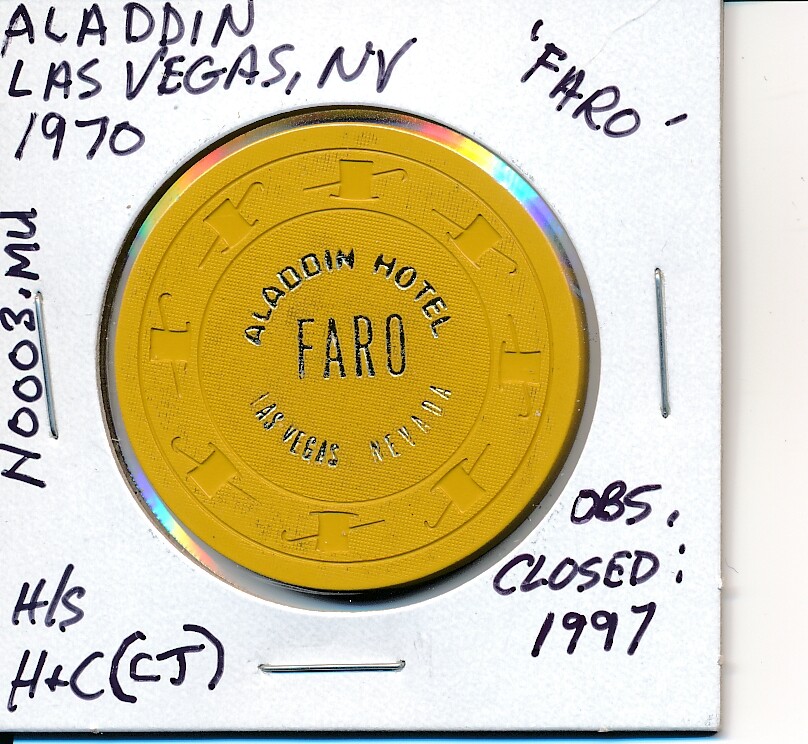 ALADDIN
LAS VEGAS, NV
1970
'FARO'
N0003.MU
ALADDIN HOTEL
FARO
LAS VEGAS NEVADA
OBS.
CLOSED:
1997
H/S
H+C (CJ)